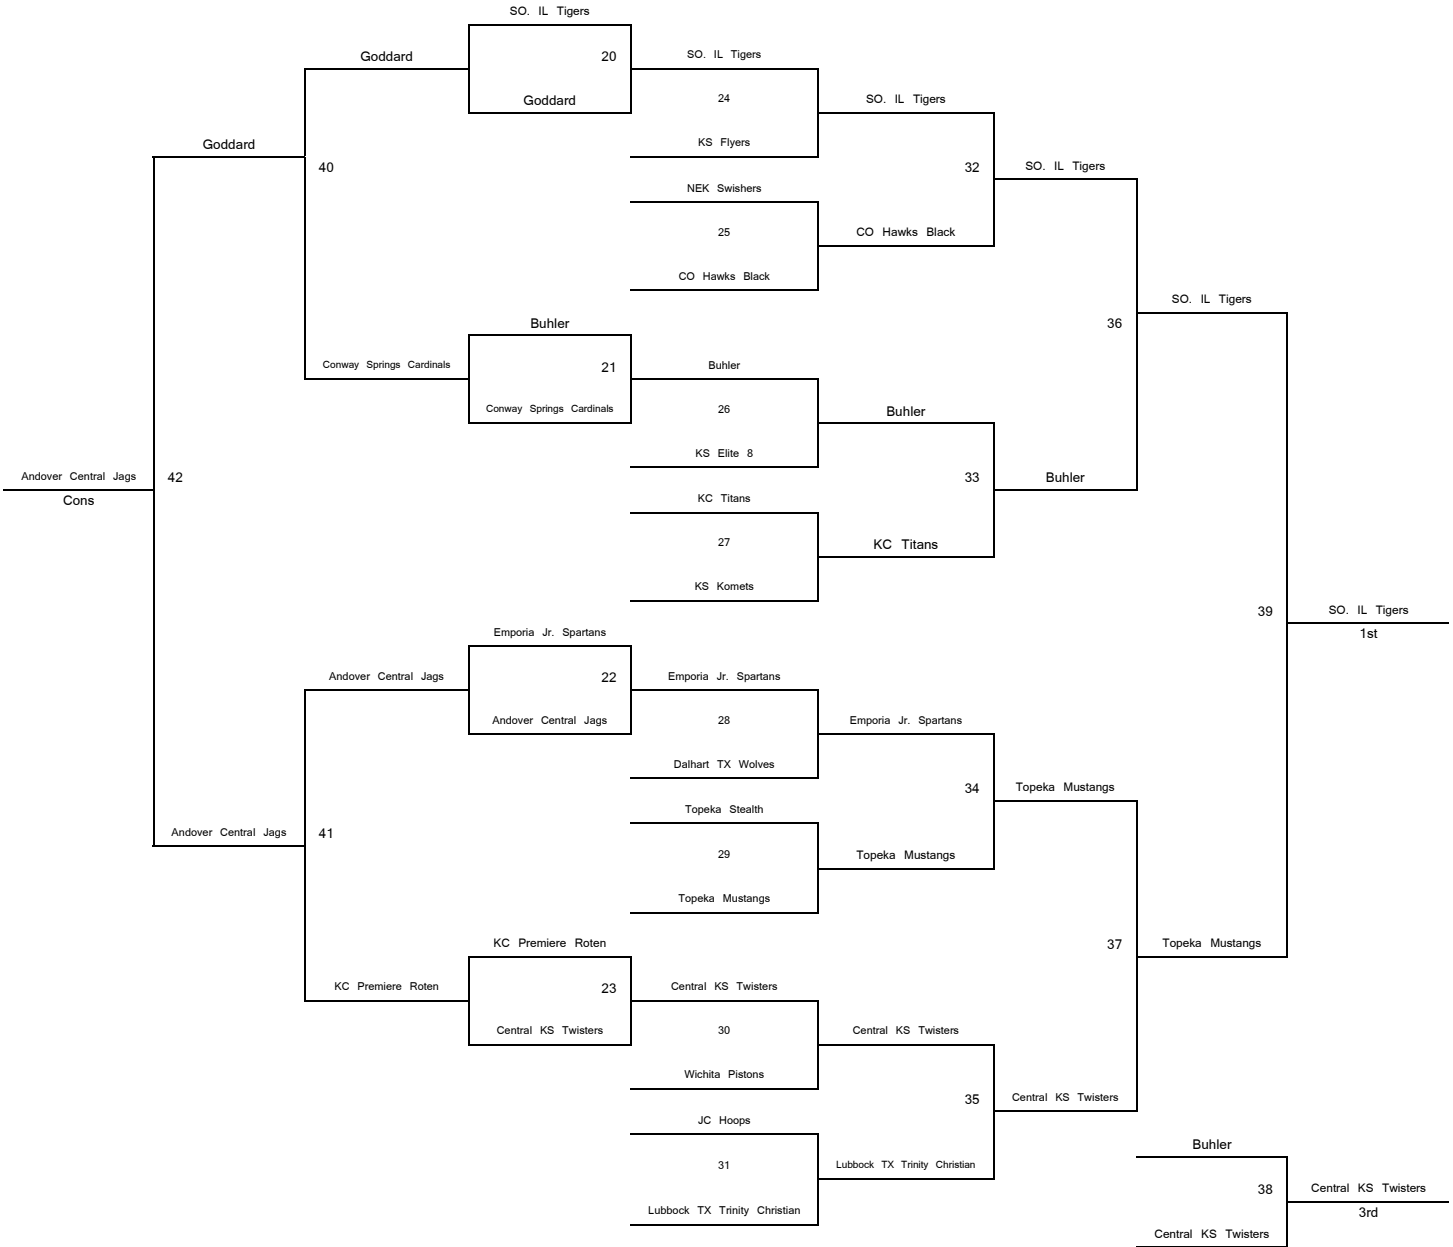 SO. IL Tigers
Goddard
20
SO. IL Tigers
Goddard
24
SO. IL Tigers
Goddard
KS Flyers
40
32
SO. IL Tigers
NEK Swishers
25
CO Hawks Black
CO Hawks Black
SO. IL Tigers
Buhler
36
Conway Springs Cardinals
21
Buhler
Conway Springs Cardinals
26
Buhler
KS Elite 8
Andover Central Jags
42
33
Buhler
Cons
KC Titans
27
KC Titans
KS Komets
39
SO. IL Tigers
1st
Emporia Jr. Spartans
Andover Central Jags
22
Emporia Jr. Spartans
Andover Central Jags
28
Emporia Jr. Spartans
Dalhart TX Wolves
34
Topeka Mustangs
Topeka Stealth
Andover Central Jags
41
29
Topeka Mustangs
Topeka Mustangs
KC Premiere Roten
37
Topeka Mustangs
KC Premiere Roten
23
Central KS Twisters
Central KS Twisters
30
Central KS Twisters
Wichita Pistons
35
Central KS Twisters
JC Hoops
Buhler
31
Lubbock TX Trinity Christian
38
Central KS Twisters
Lubbock TX Trinity Christian
3rd
Central KS Twisters